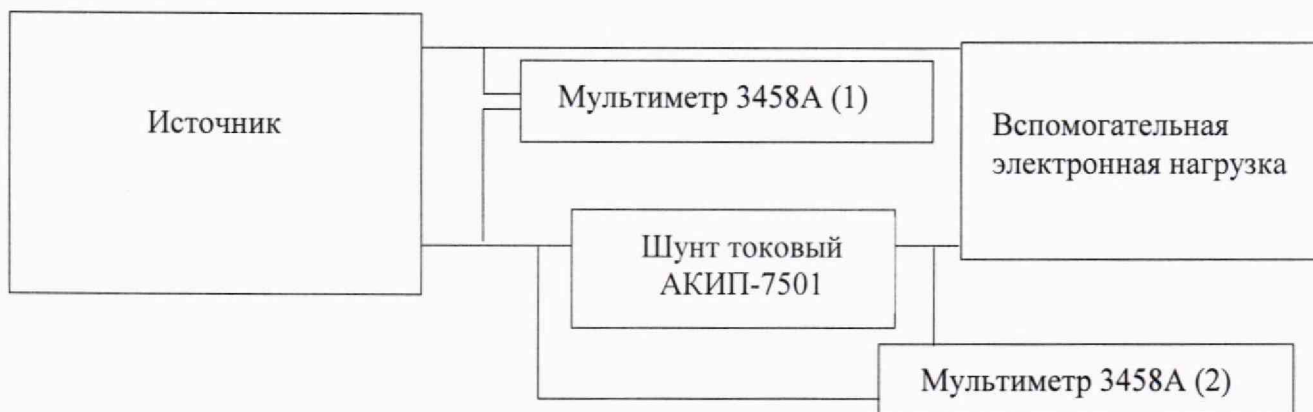 Источник
Мультиметр 3458А (1)
Вспомогательная
электронная нагрузка
Шунт токовый
АКИП-7501
Мультиметр 3458А (2)